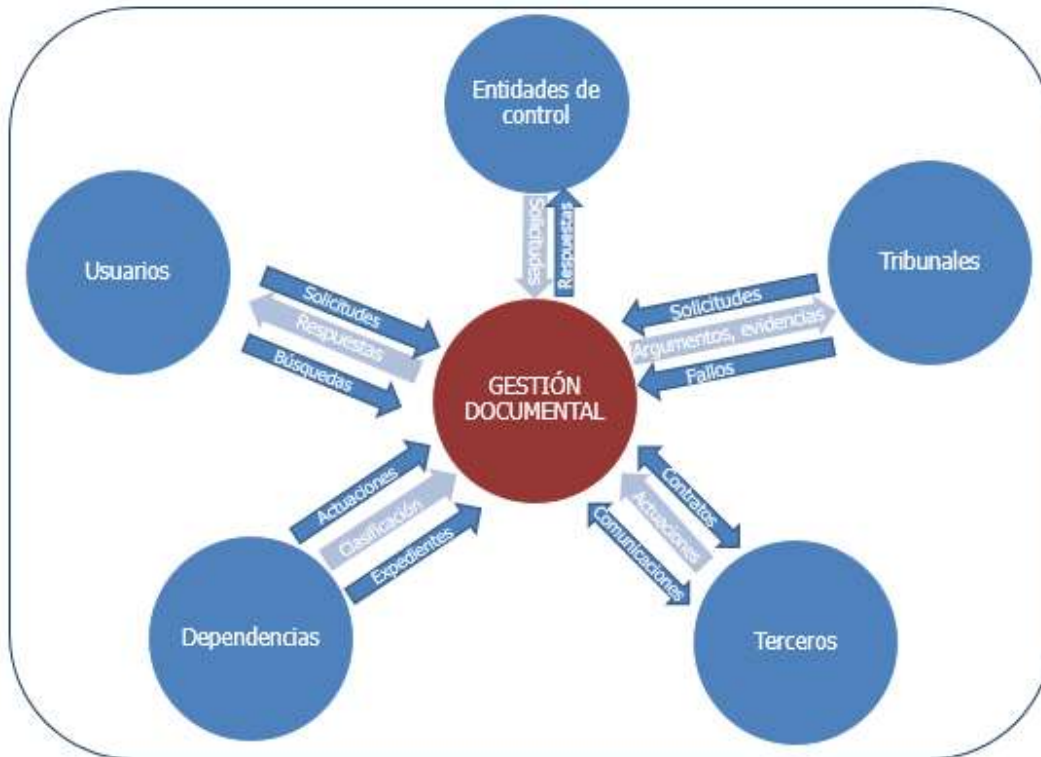 Entidades de
control
Usuarios
Tribunales
Solicitudes
Respuestas
Solicitudes
Respuestas
Búsquedas
Solicitudes
Argumentos, evidencias
Fallos
GESTIÓN
DOCUMENTAL
Actuaciones
Clasificación
Expedientes
Contratos
Actuaciones
Comunicaciones
Dependencias
Terceros